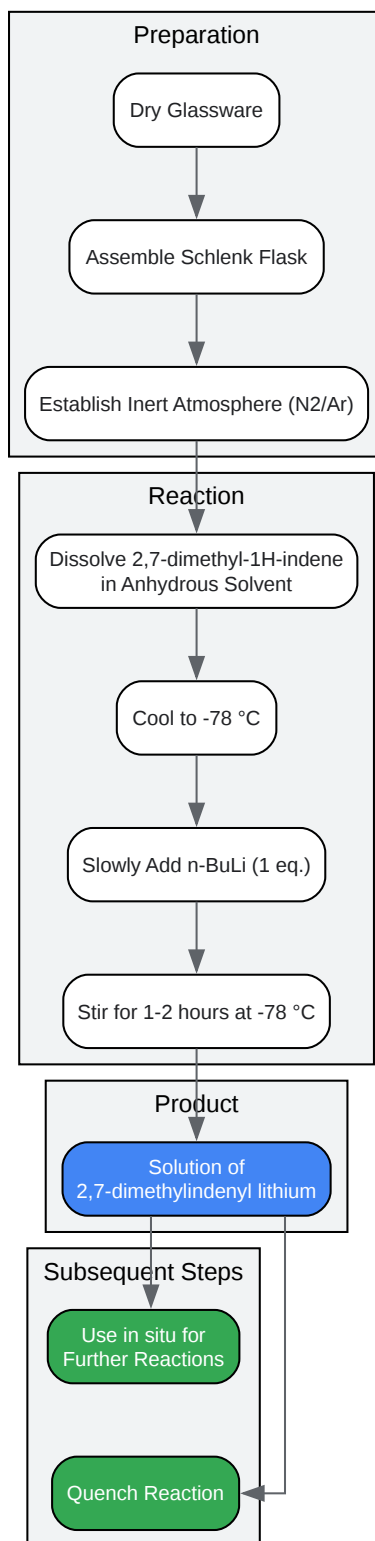 Preparation
Dry Glassware
Assemble Schlenk Flask
Establish Inert Atmosphere (N2/Ar)
Reaction
Dissolve 2,7-dimethyl-1H-indene
in Anhydrous Solvent
Cool to -78 °C
Slowly Add n-BuLi (1 eq.)
Stir for 1-2 hours at -78 °C
Product
Solution of
2,7-dimethylindenyl lithium
Subsequent Steps
Use in situ for
Further Reactions
Quench Reaction